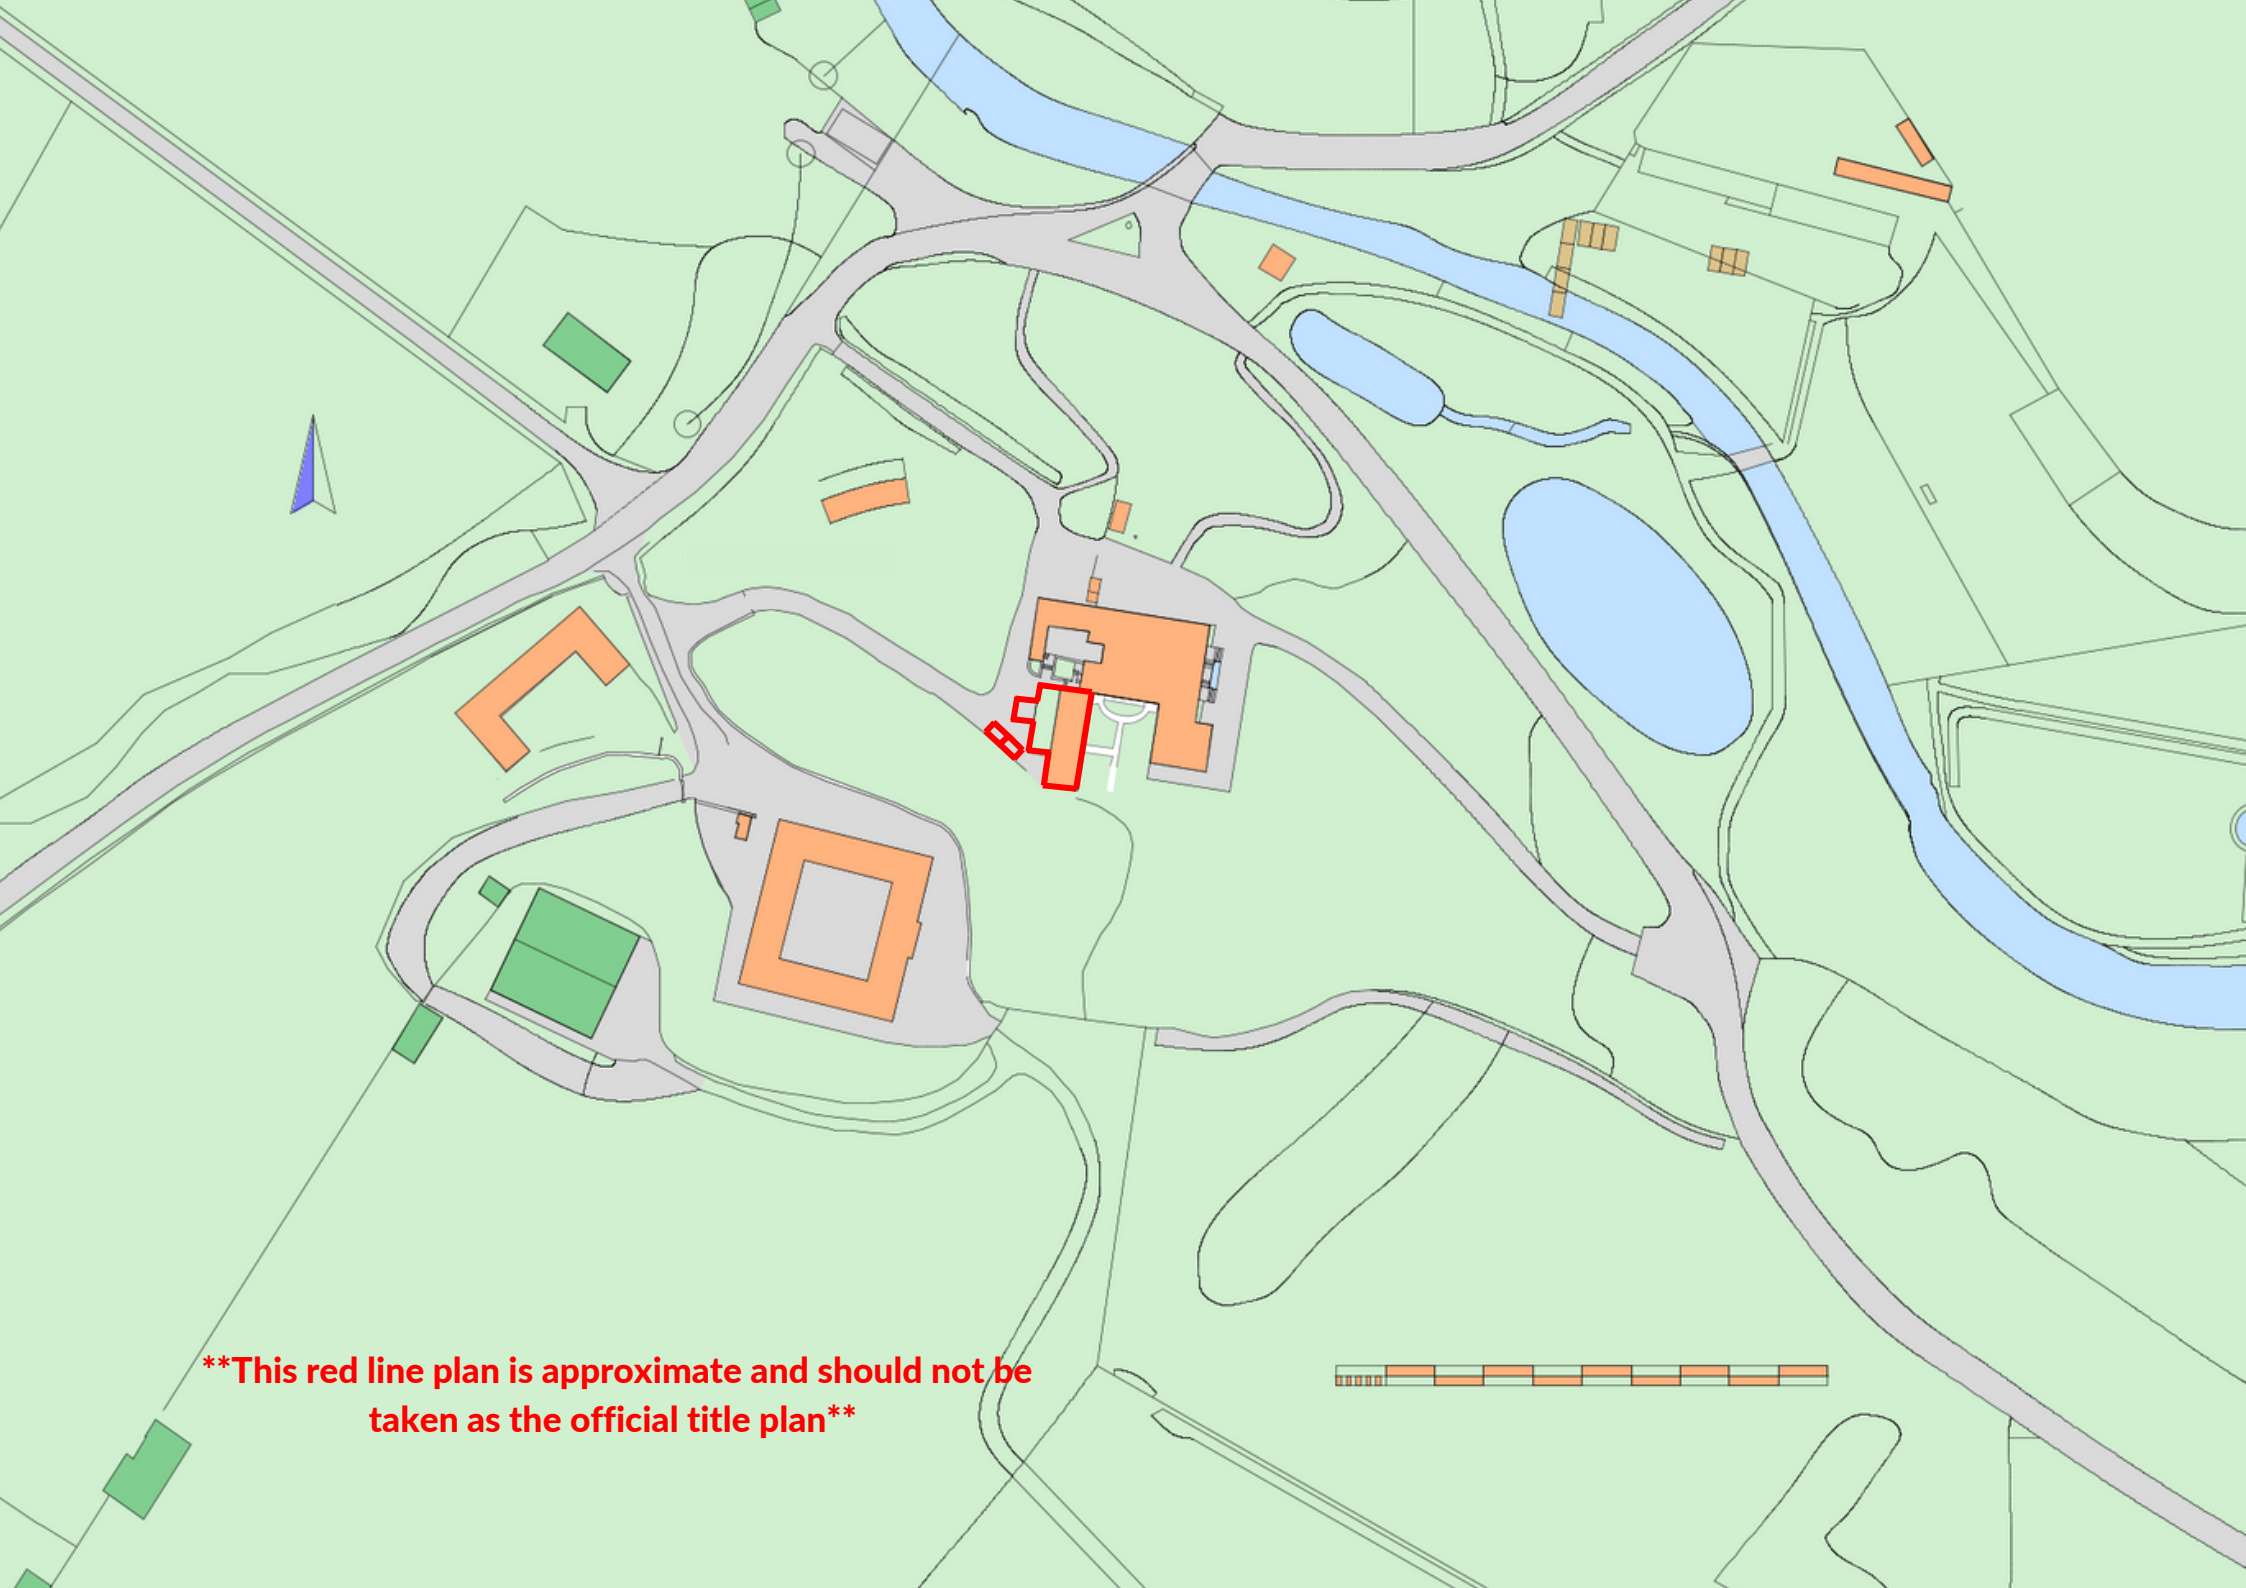 **This red line plan is approximate and should not be
taken as the official title plan**